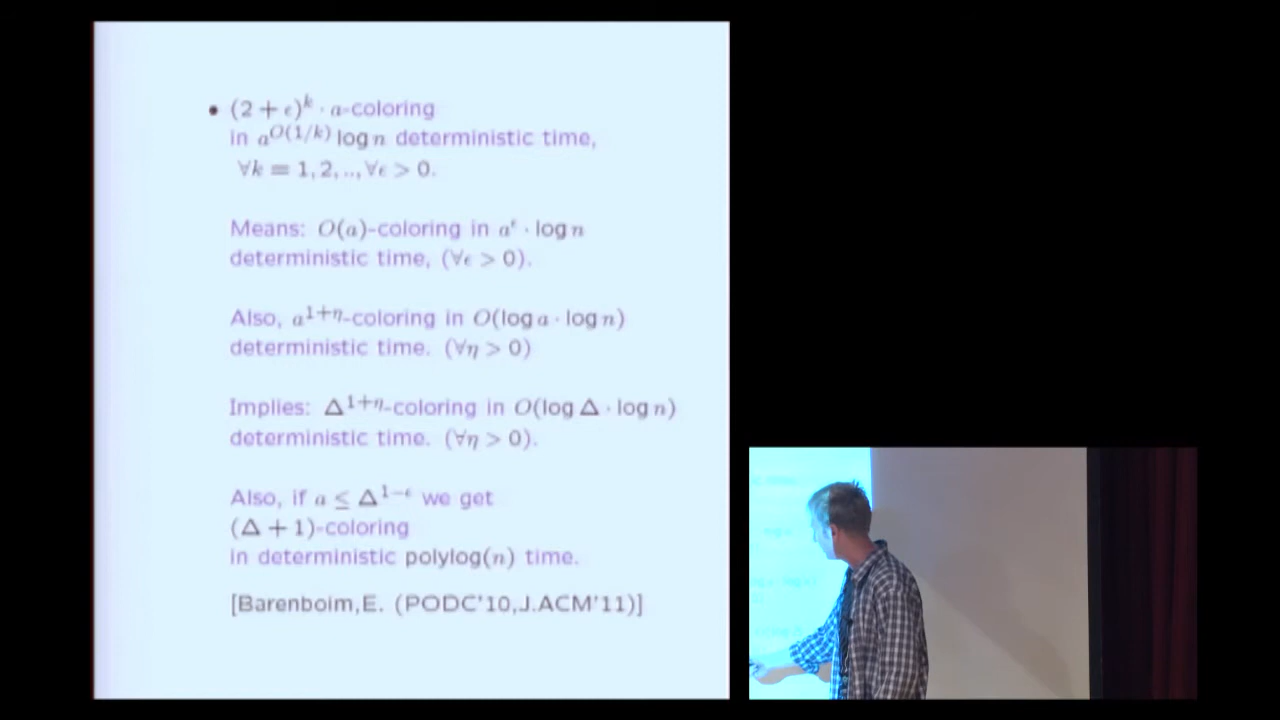 • (2 + ϵ)^k · a-coloring
in a^{O(1/k)} log n deterministic time,
∀k = 1, 2, .., ∀ϵ > 0.
Means: O(a)-coloring in a^ϵ · log n
deterministic time, (∀ϵ > 0).
Also, a^{1+η}-coloring in O(log a · log n)
deterministic time. (∀η > 0)
Implies: Δ^{1+η}-coloring in O(log Δ · log n)
deterministic time. (∀η > 0).
Also, if a ≤ Δ^{1−ϵ} we get
(Δ + 1)-coloring
in deterministic polylog(n) time.
[Barenboim,E. (PODC'10,J.ACM'11)]